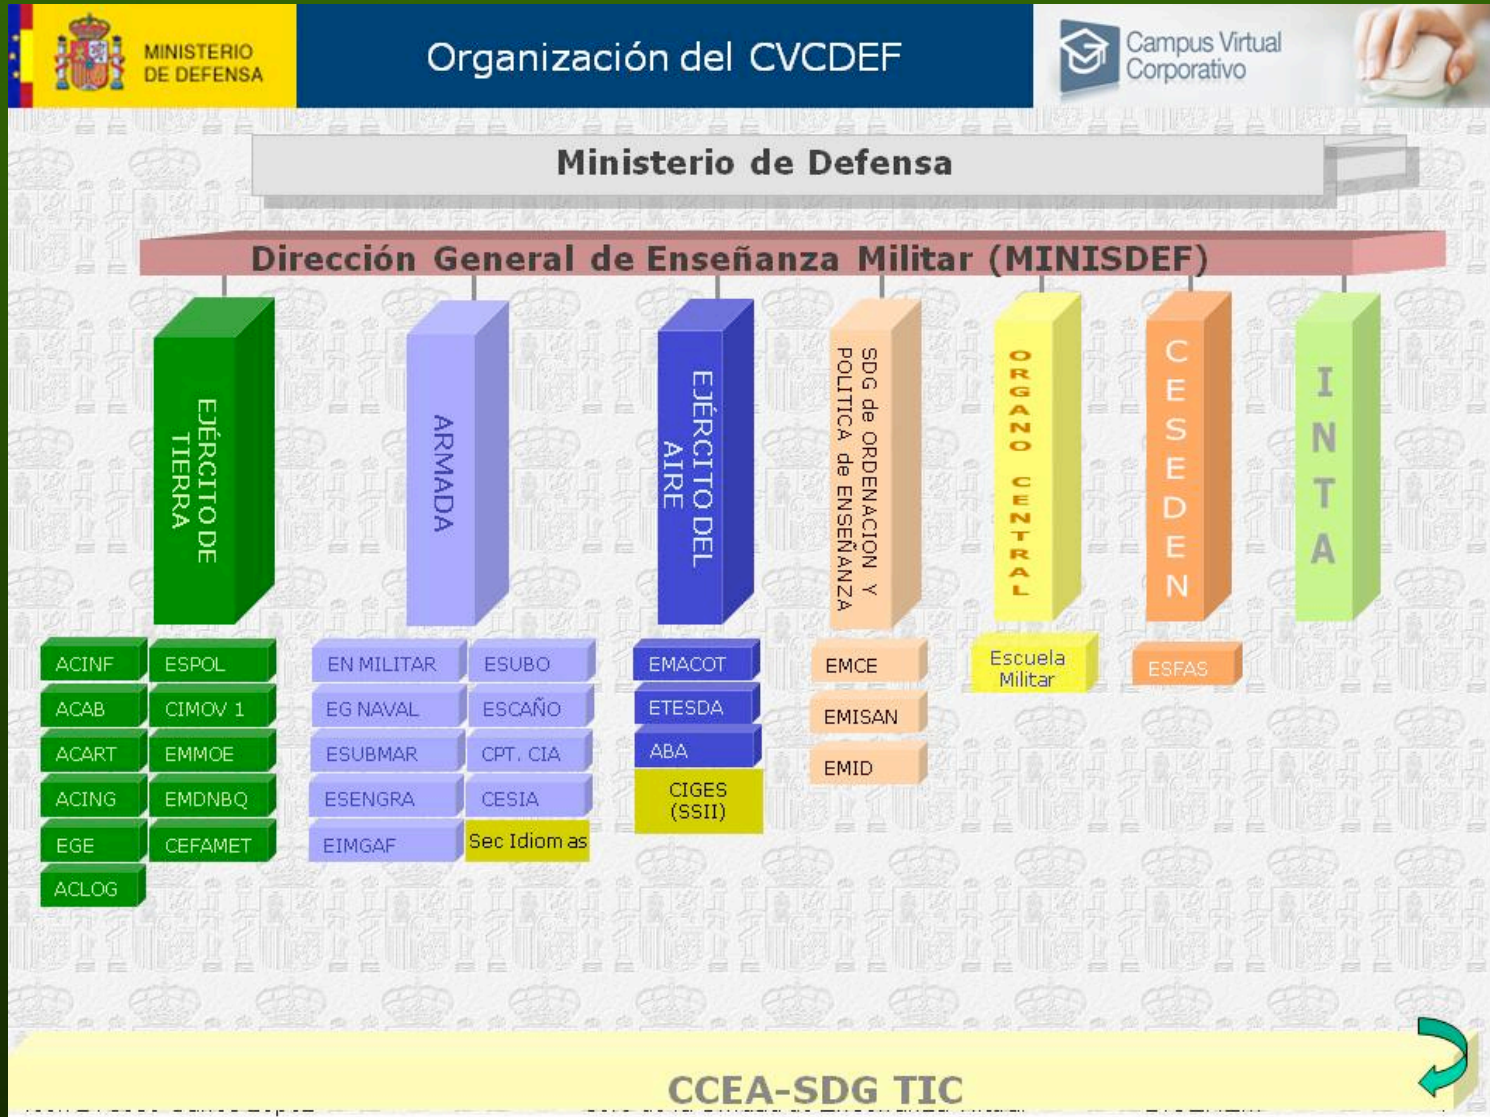 MINISTERIO
DE DEFENSA
Organización del CVCDEF
Campus Virtual
Corporativo
Ministerio de Defensa
Dirección General de Enseñanza Militar (MINISDEF)
EJÉRCITO DE
TIERRA
ARMADA
EJÉRCITO DEL
AIRE
SDG de ORDENACION Y
POLITICA de ENSEÑANZA
ORGANO CENTRAL
CESEDEN
INTA
ACINF
ESPOL
ACAB
CIMOV 1
ACART
EMMOE
ACING
EMDNBQ
EGE
CEFAMET
ACLOG
EN MILITAR
ESUBO
EG NAVAL
ESCAÑO
ESUBMAR
CPT. CIA
ESENGRA
CESIA
EIMGAF
Sec Idiomas
EMACOT
ETESDA
ABA
CIGES
(SSII)
EMCE
EMISAN
EMID
Escuela
Militar
ESFAS
CCEA-SDG TIC